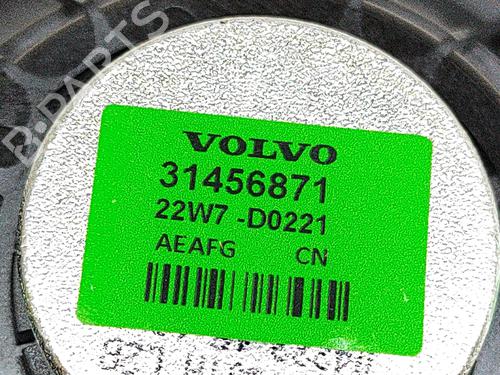 B-PARTS
VOLVO
31456871
22W7 -D0221
AEAFG CN